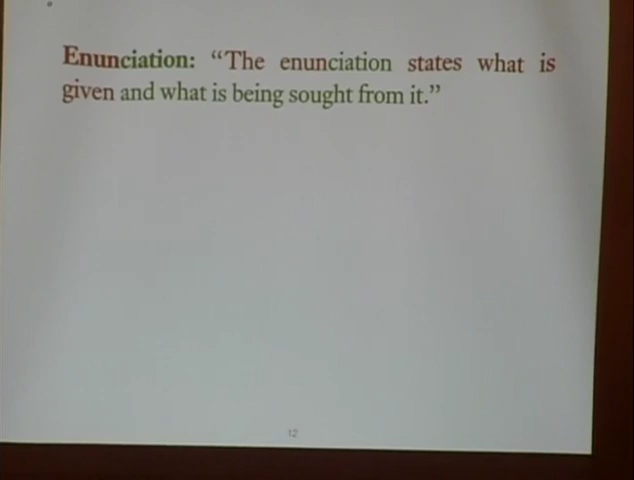 Enunciation: “The enunciation states what is
given and what is being sought from it.”
12